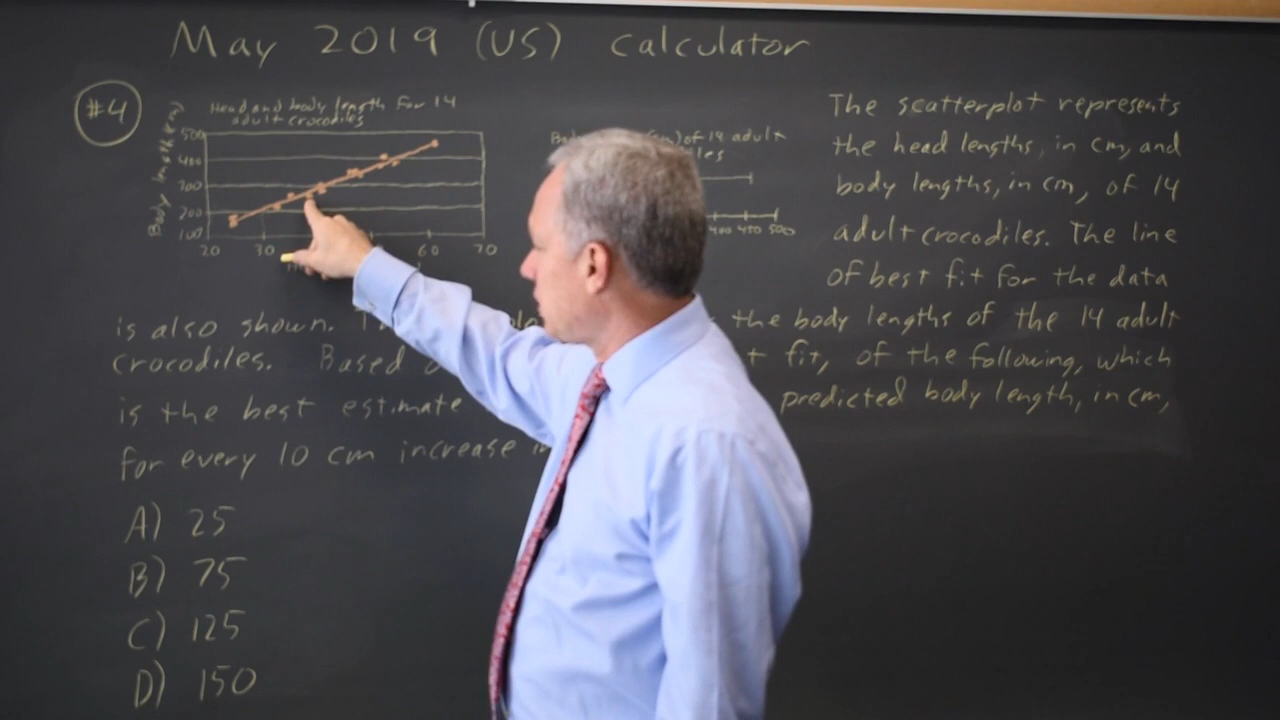 May 2019 (US) Calculator
#4
Head and body length for 14
adult crocodiles
Body length (cm)
500
400
300
200
100
20 30 60 70
(cm) of 14 adult
400 450 500
The scatterplot represents
the head lengths, in cm, and
body lengths, in cm, of 14
adult crocodiles. The line
of best fit for the data
is also shown. the body lengths of the 14 adult
crocodiles. Based fit, of the following, which
is the best estimate predicted body length, in cm,
for every 10 cm increase
A) 25
B) 75
C) 125
D) 150